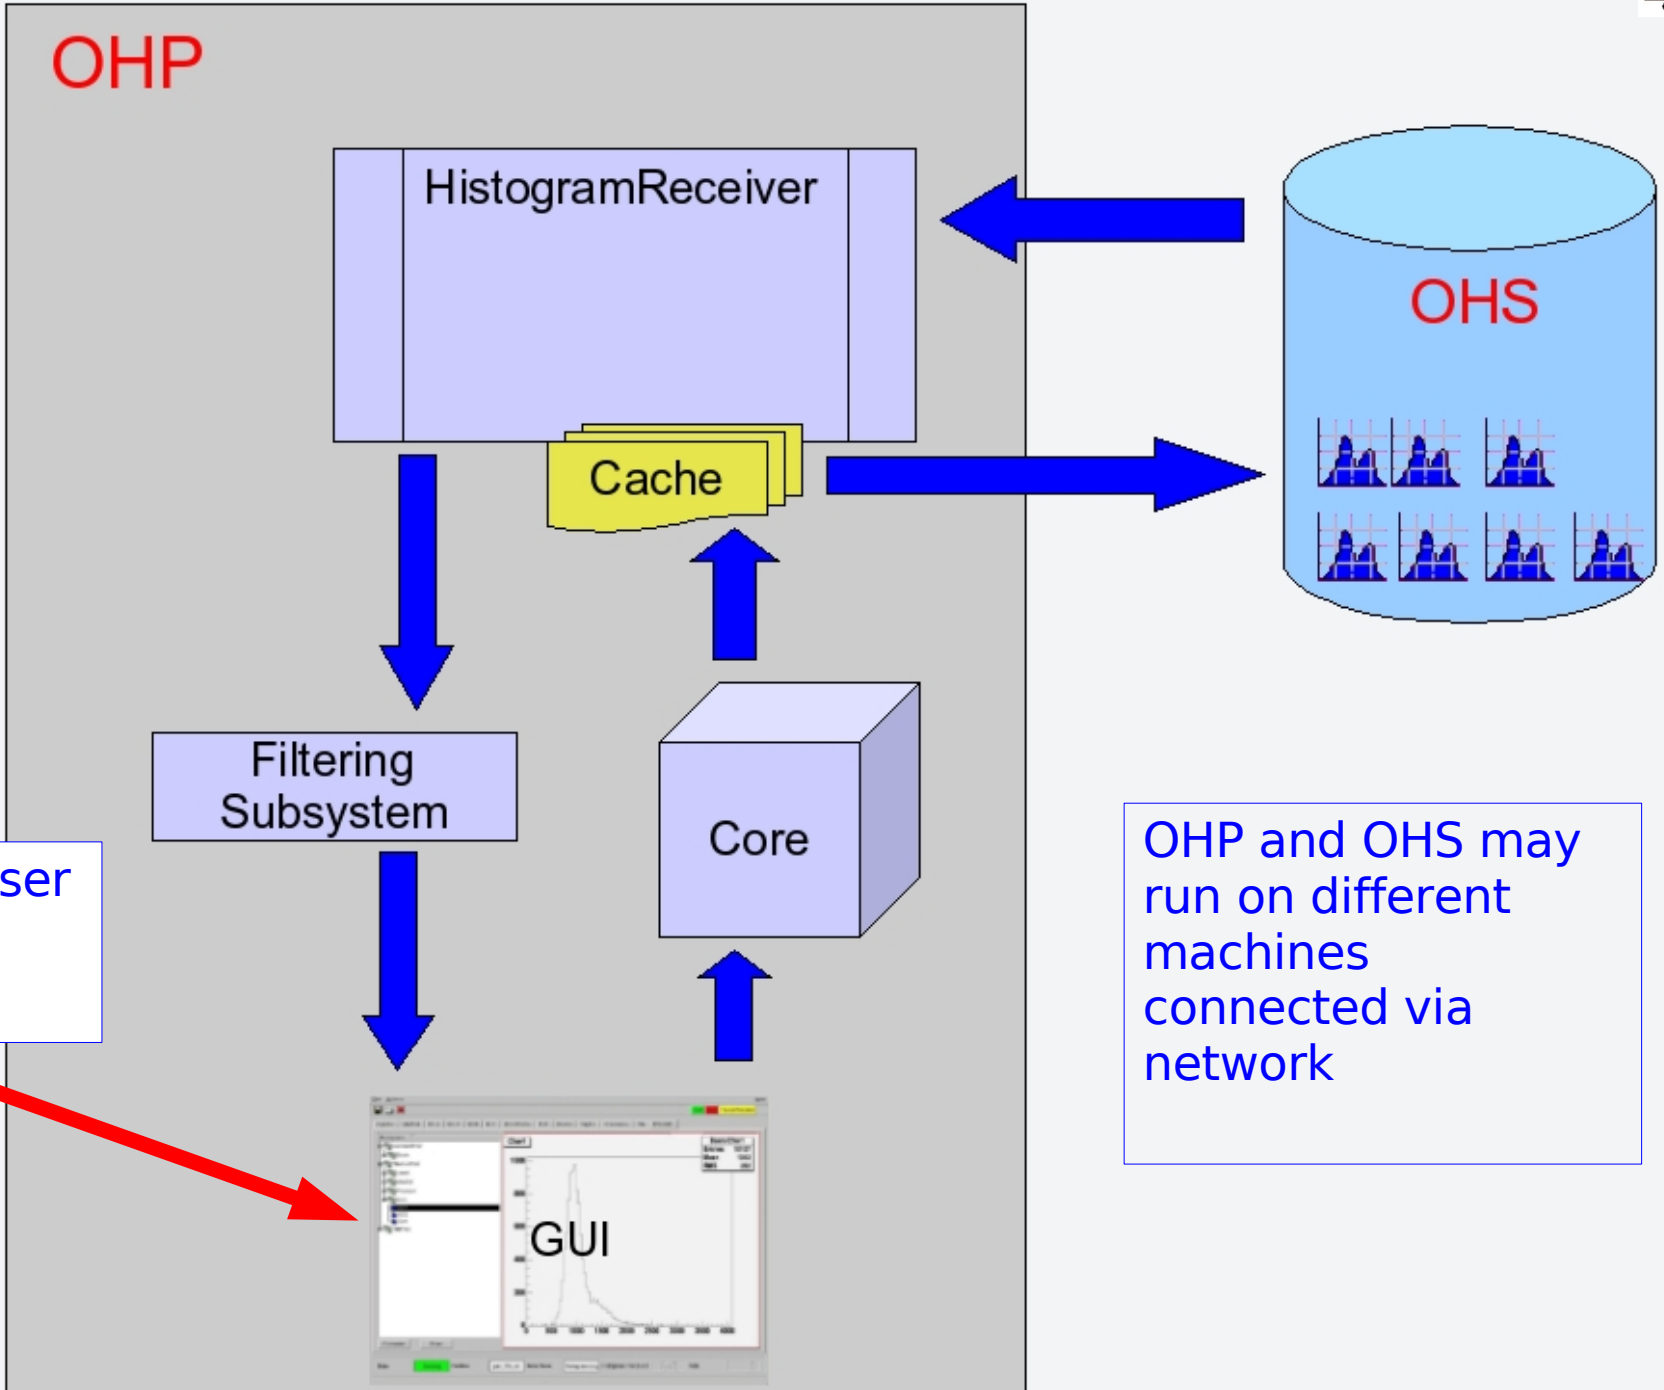 OHP
HistogramReceiver
OHS
Cache
Filtering
Subsystem
Core
ser
OHP and OHS may
run on different
machines
connected via
network
GUI